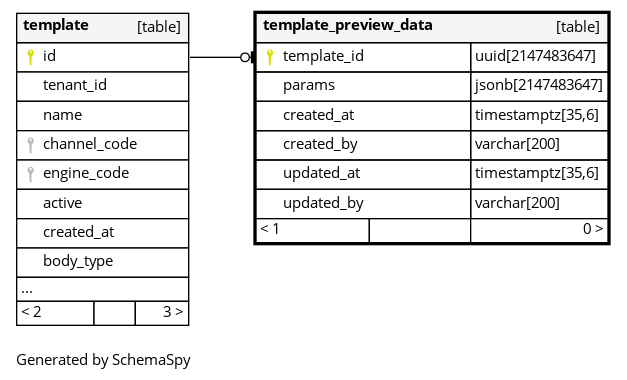 template [table]
id
tenant_id
name
channel_code
engine_code
active
created_at
body_type
...
< 2 3 >
template_preview_data [table]
template_id uuid[2147483647]
params jsonb[2147483647]
created_at timestamptz[35,6]
created_by varchar[200]
updated_at timestamptz[35,6]
updated_by varchar[200]
< 1 0 >
Generated by SchemaSpy